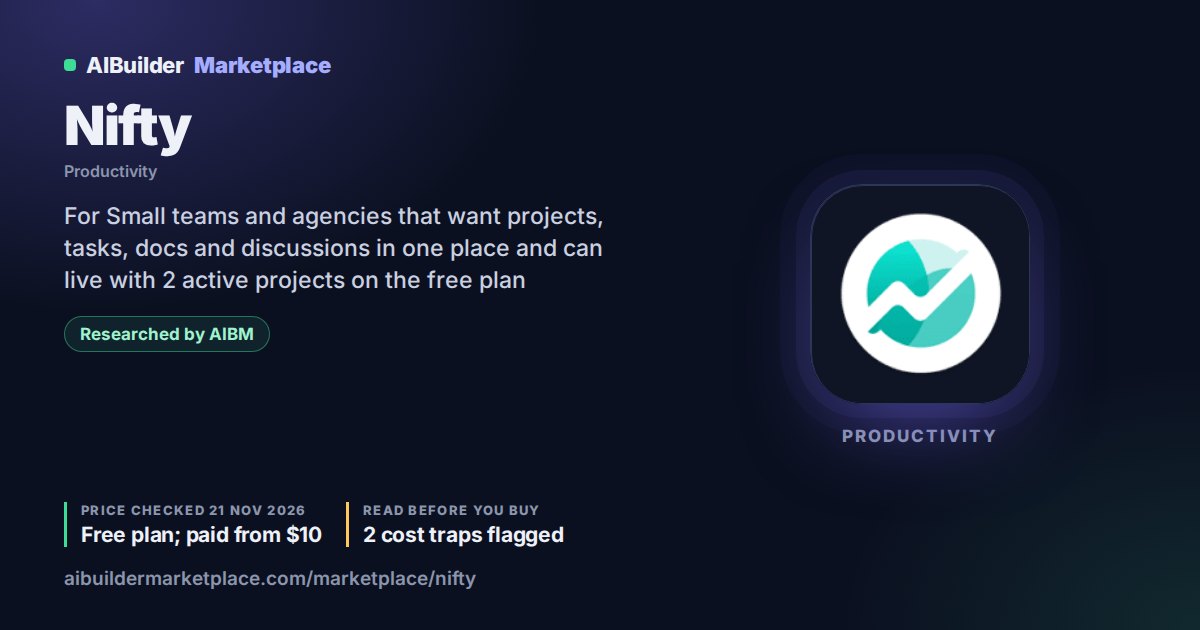 AIBuilder Marketplace
Nifty
Productivity
For Small teams and agencies that want projects,
tasks, docs and discussions in one place and can
live with 2 active projects on the free plan
Researched by AIBM
PRODUCTIVITY
PRICE CHECKED 21 NOV 2026
Free plan; paid from $10
READ BEFORE YOU BUY
2 cost traps flagged
aibuildermarketplace.com/marketplace/nifty